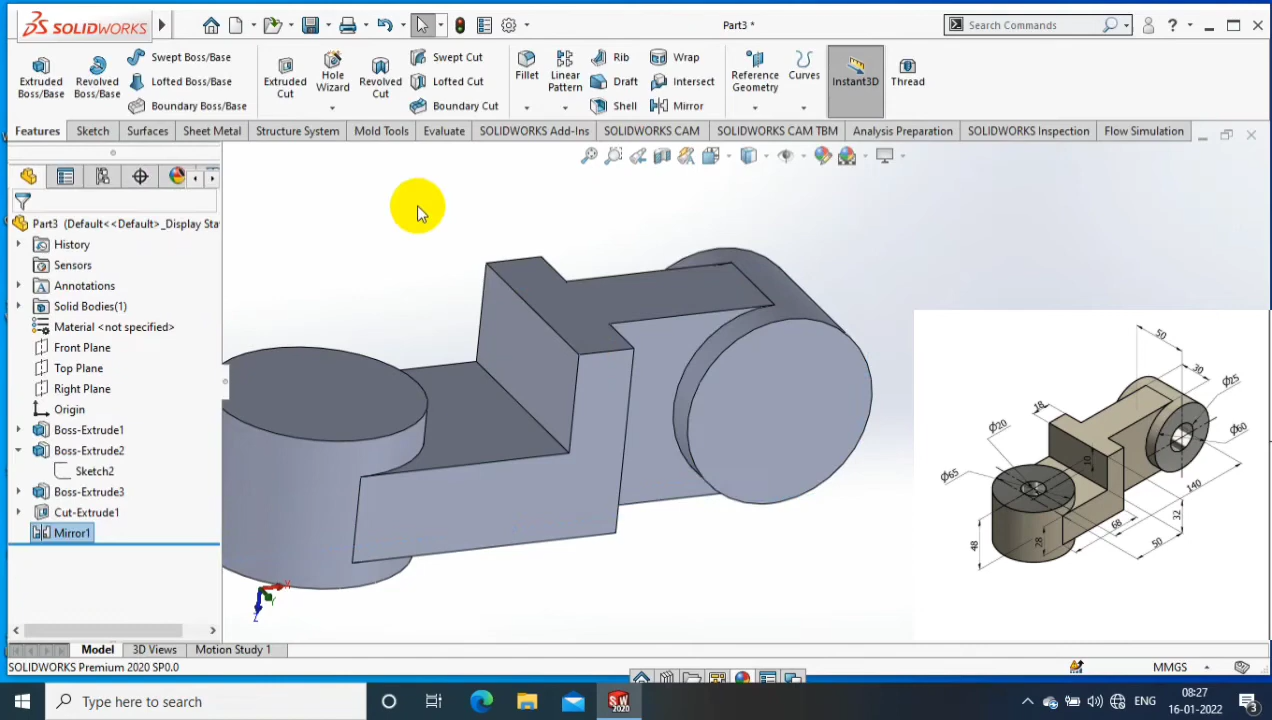 SOLIDWORKS
Part3 *
Search Commands
Extruded Boss/Base
Revolved Boss/Base
Swept Boss/Base
Lofted Boss/Base
Boundary Boss/Base
Extruded Cut
Hole Wizard
Revolved Cut
Swept Cut
Lofted Cut
Boundary Cut
Fillet
Linear Pattern
Rib
Draft
Shell
Wrap
Intersect
Mirror
Reference Geometry
Curves
Instant3D
Thread
Features
Sketch
Surfaces
Sheet Metal
Structure System
Mold Tools
Evaluate
SOLIDWORKS Add-Ins
SOLIDWORKS CAM
SOLIDWORKS CAM TBM
Analysis Preparation
SOLIDWORKS Inspection
Flow Simulation
Part3 (Default<<Default>_Display Sta
History
Sensors
Annotations
Solid Bodies(1)
Material <not specified>
Front Plane
Top Plane
Right Plane
Origin
Boss-Extrude1
Boss-Extrude2
Sketch2
Boss-Extrude3
Cut-Extrude1
Mirror1
X
Y
Z
50
30
Ø25
18
Ø20
Ø60
10
Ø65
140
32
68
48
28
50
Model
3D Views
Motion Study 1
SOLIDWORKS Premium 2020 SP0.0
MMGS
Type here to search
SW
2020
ENG
08:27
16-01-2022
3